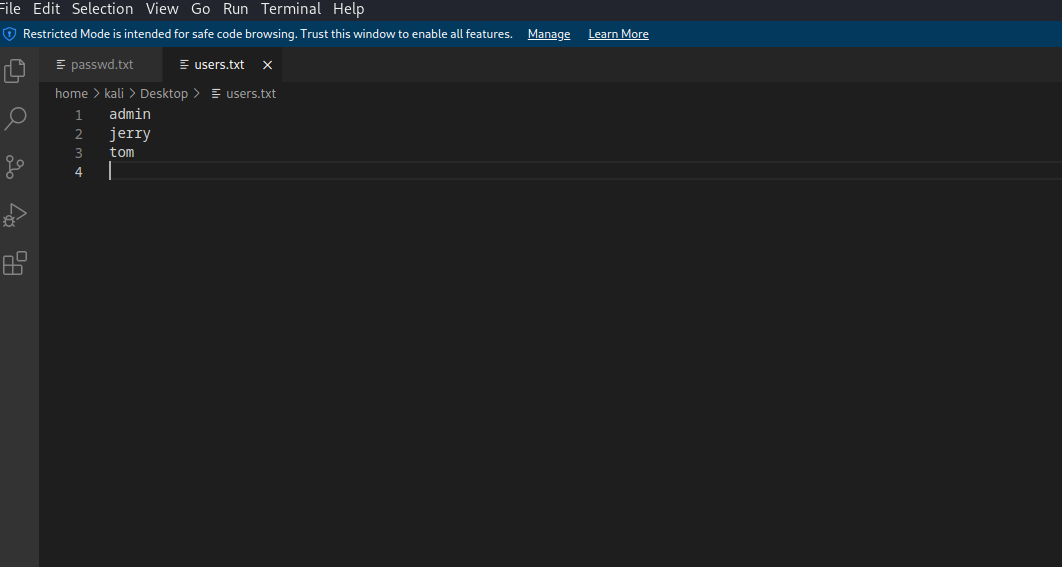 File Edit Selection View Go Run Terminal Help
Restricted Mode is intended for safe code browsing. Trust this window to enable all features. Manage Learn More
passwd.txt users.txt
home > kali > Desktop > users.txt
1 admin
2 jerry
3 tom
4